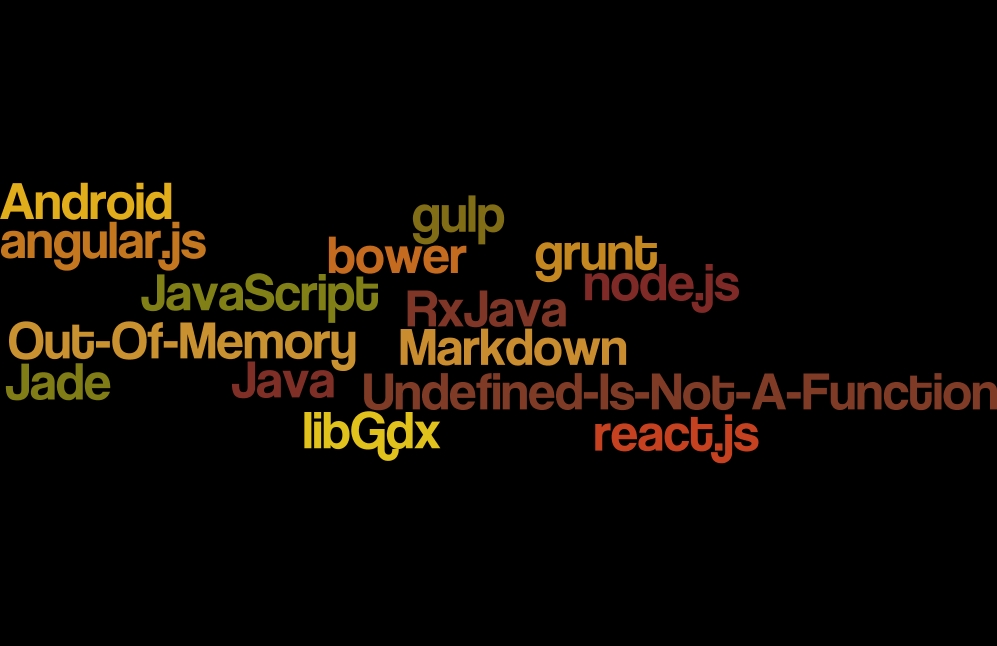 Android
gulp
angular.js
bower
grunt
JavaScript
node.js
RxJava
Out-Of-Memory
Markdown
Jade
Java
Undefined-Is-Not-A-Function
libGdx
react.js